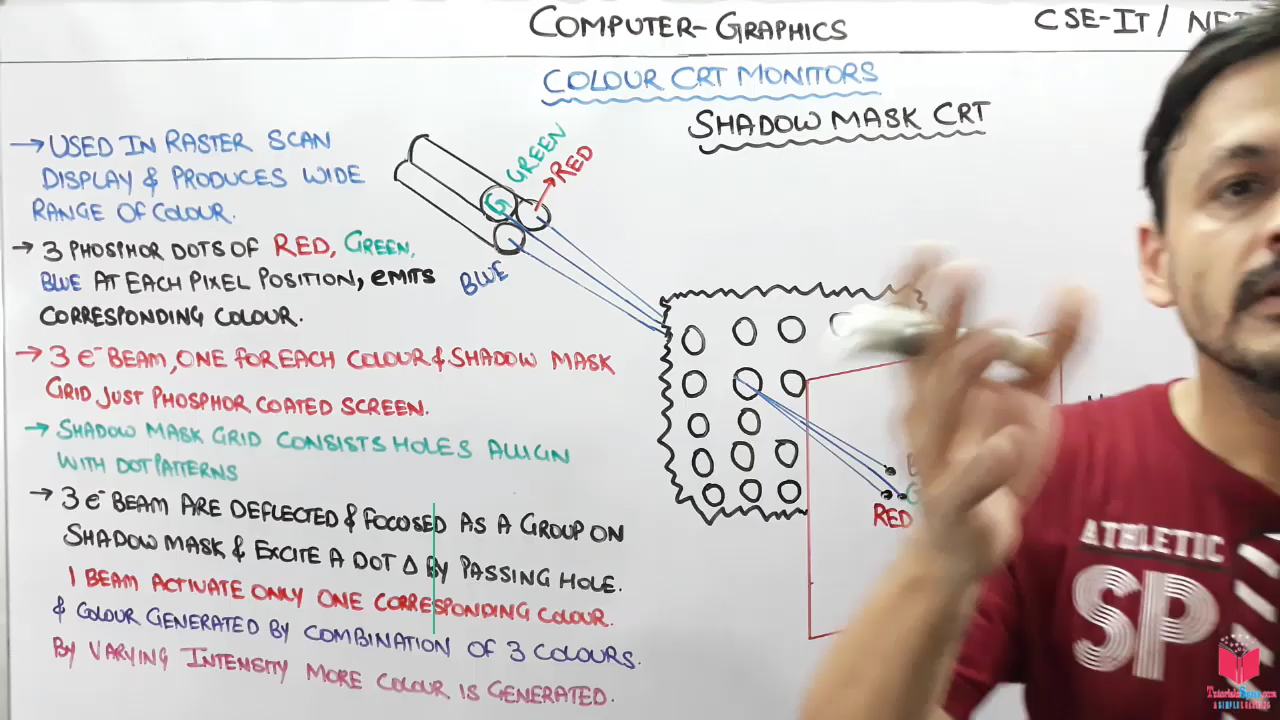 COMPUTER-GRAPHICS
CSE-IT/
COLOUR CRT MONITORS
SHADOW MASK CRT
→ USED IN RASTER SCAN
DISPLAY & PRODUCES WIDE
RANGE OF COLOUR.
→ 3 PHOSPHOR DOTS OF RED, GREEN,
BLUE AT EACH PIXEL POSITION, EMITS
CORRESPONDING COLOUR.
→ 3 e⁻ BEAM, ONE FOR EACH COLOUR & SHADOW MASK
GRID JUST PHOSPHOR COATED SCREEN.
→ SHADOW MASK GRID CONSISTS HOLES ALLIGN
WITH DOT PATTERNS
→ 3 e⁻ BEAM ARE DEFLECTED & FOCUSED AS A GROUP ON
SHADOW MASK & EXCITE A DOT Δ BY PASSING HOLE.
1 BEAM ACTIVATE ONLY ONE CORRESPONDING COLOUR.
& COLOUR GENERATED BY COMBINATION OF 3 COLOURS.
BY VARYING INTENSITY MORE COLOUR IS GENERATED.
GREEN
RED
G
BLUE
B
G
RED
ATHLETIC
SP